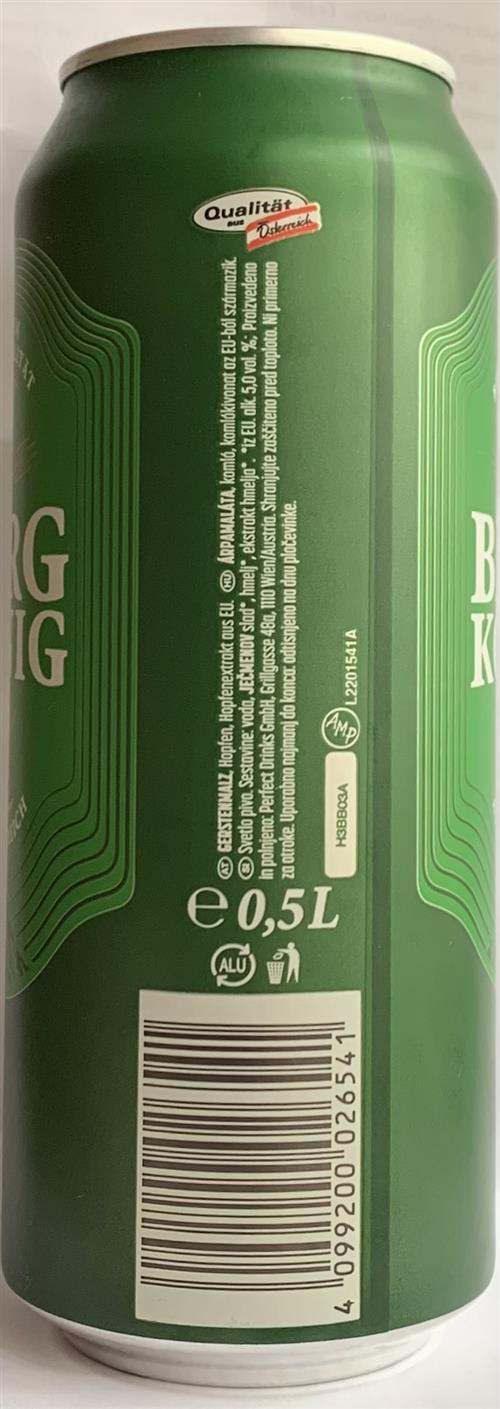 Qualität
aus
Österreich
RG
IG
B
K
AT GERSTENMALZ, Hopfen, Hopfenextrakt aus EU. HU ÁRPAMALÁTA, komló, komlókivonat az EU-ból származik.
SI Svetlo pivo. Sestavine: voda, JEČMENOV slad*, hmelj*, ekstrakt hmelja*. *iz EU. alk. 5,0 vol. %; Proizvedeno
in polnjeno: Perfect Drinks GmbH, Grillgasse 48a, 1110 Wien/Austria. Shranjujte zaščiteno pred toploto. Ni primerno
za otroke. Uporabno najmanj do konca: odtisnjeno na dnu pločevinke.
H3BB03A
AMP
L2201541A
e 0,5L
ALU
4 099200 026541